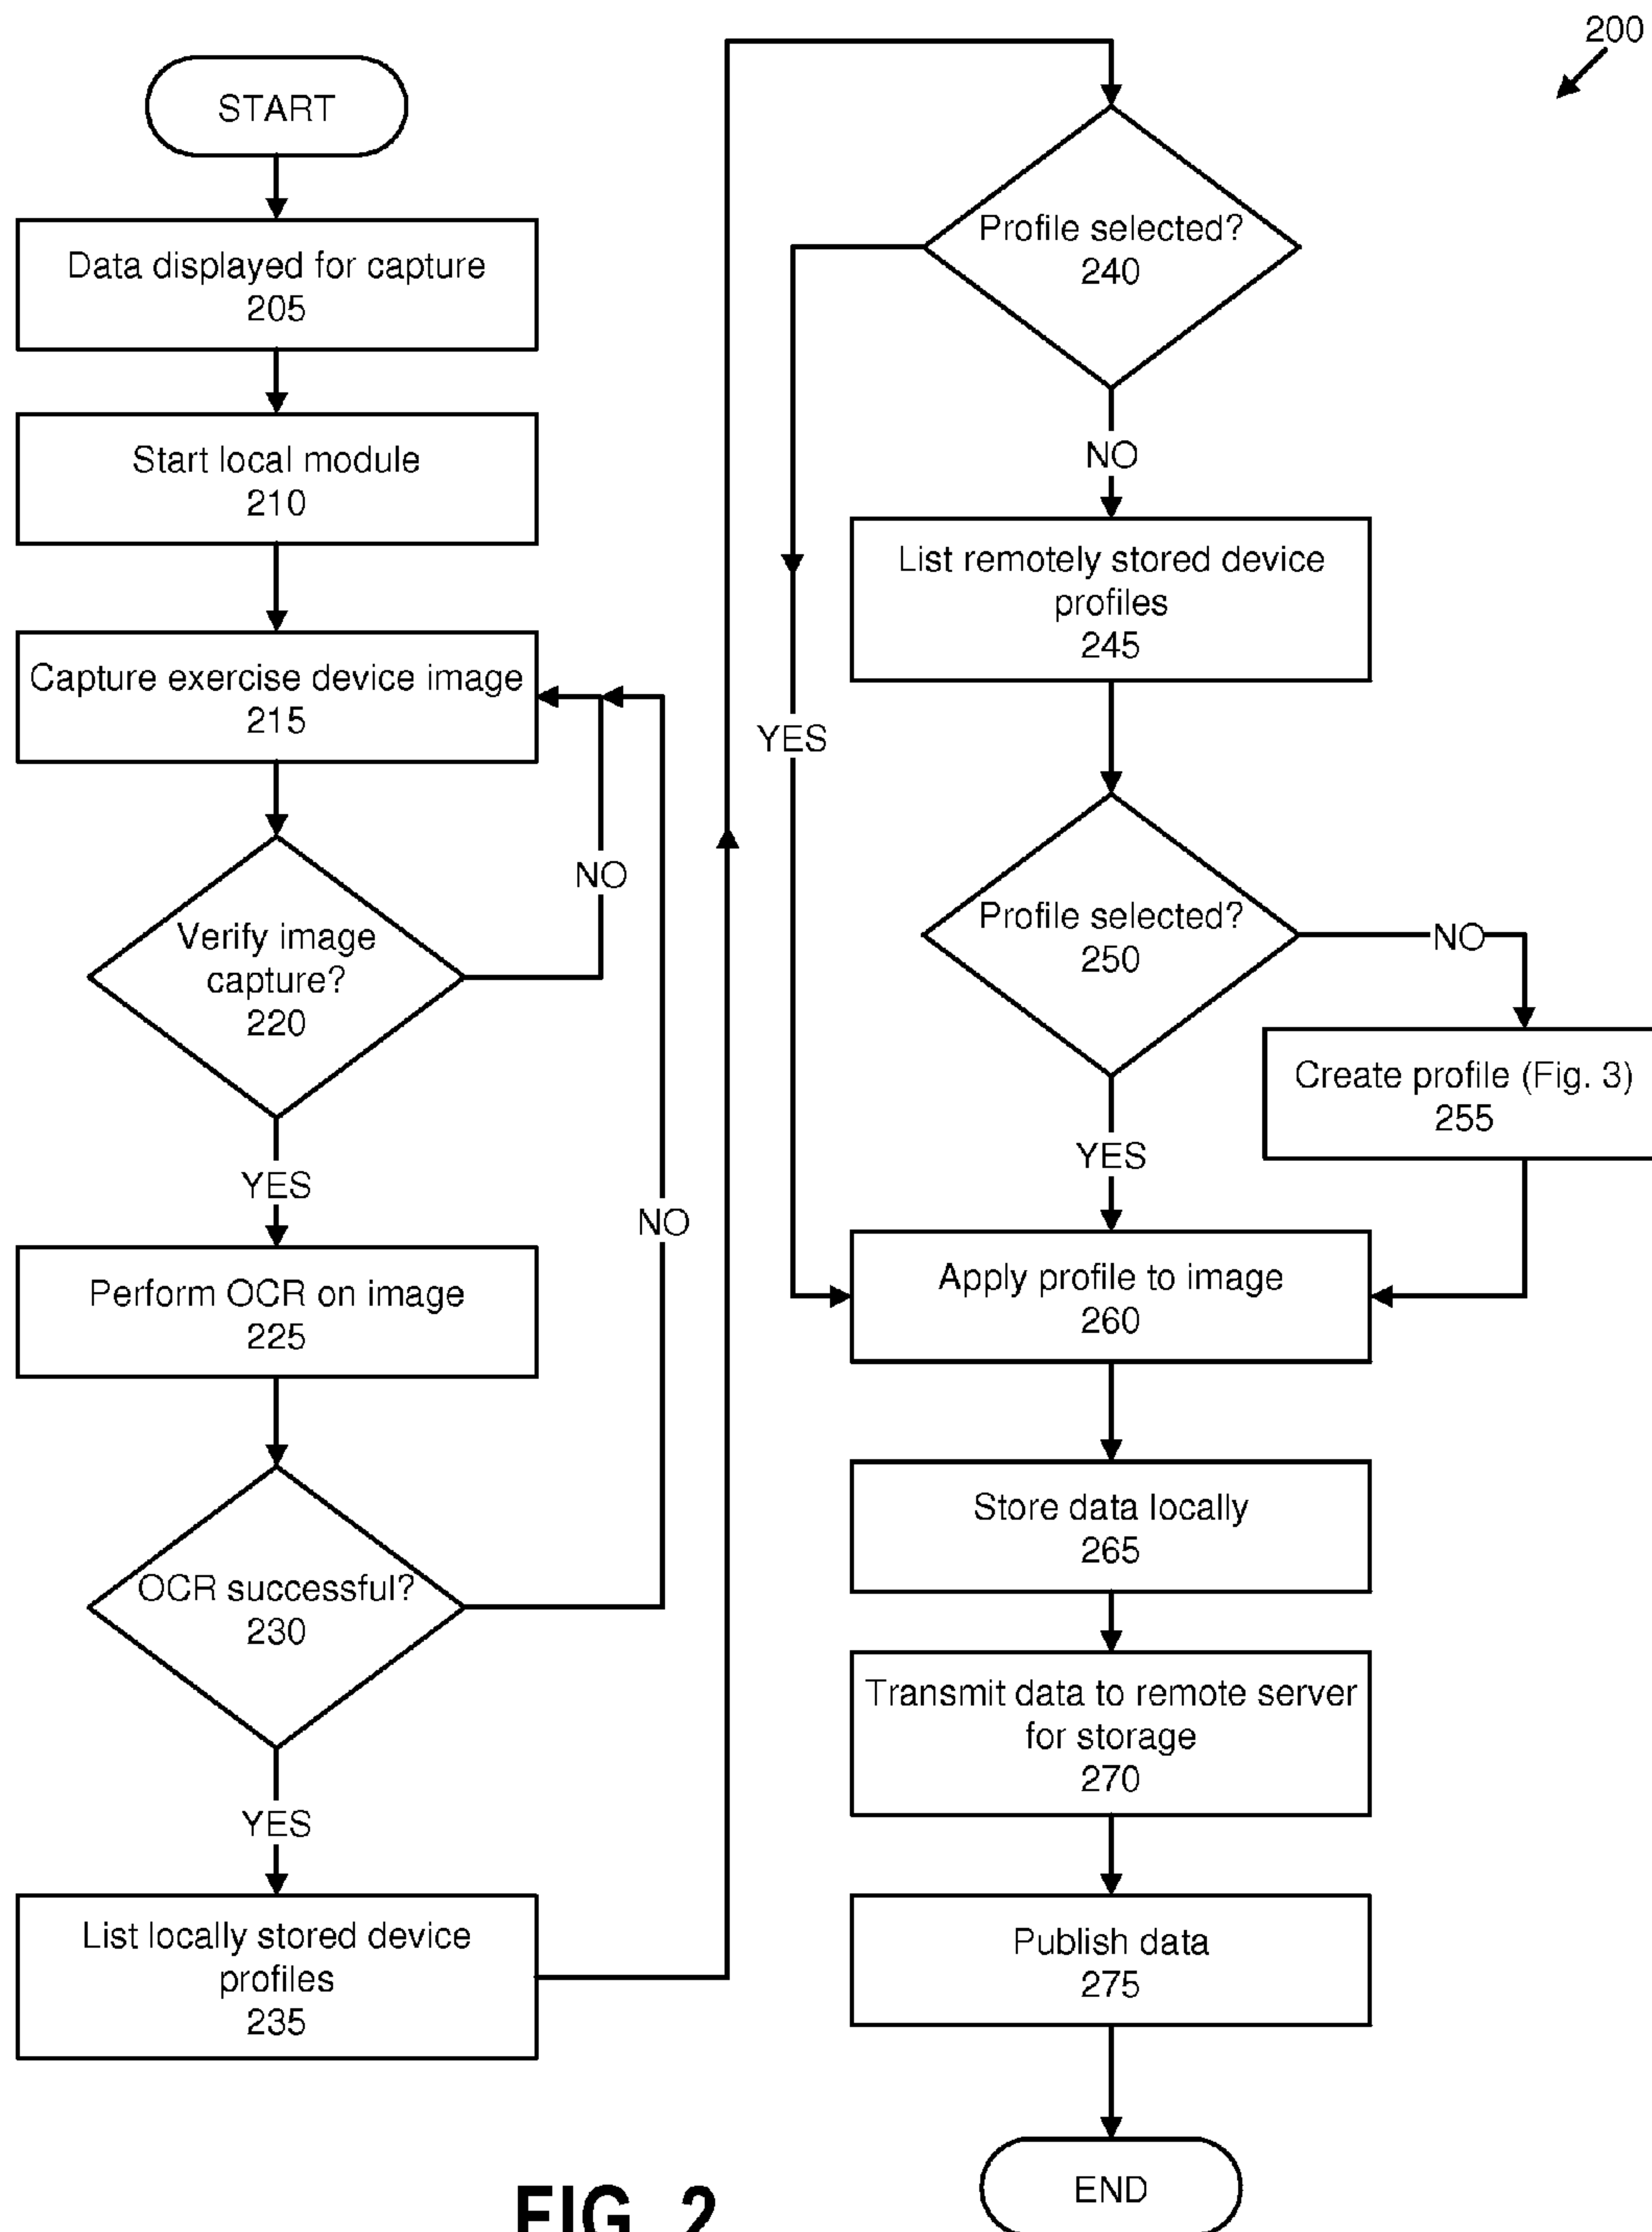 200
START
Data displayed for capture
205
Start local module
210
Capture exercise device image
215
Verify image
capture?
220
NO
YES
Perform OCR on image
225
NO
OCR successful?
230
YES
List locally stored device
profiles
235
Profile selected?
240
NO
YES
List remotely stored device
profiles
245
Profile selected?
250
NO
Create profile (Fig. 3)
255
YES
Apply profile to image
260
Store data locally
265
Transmit data to remote server
for storage
270
Publish data
275
END
FIG. 2